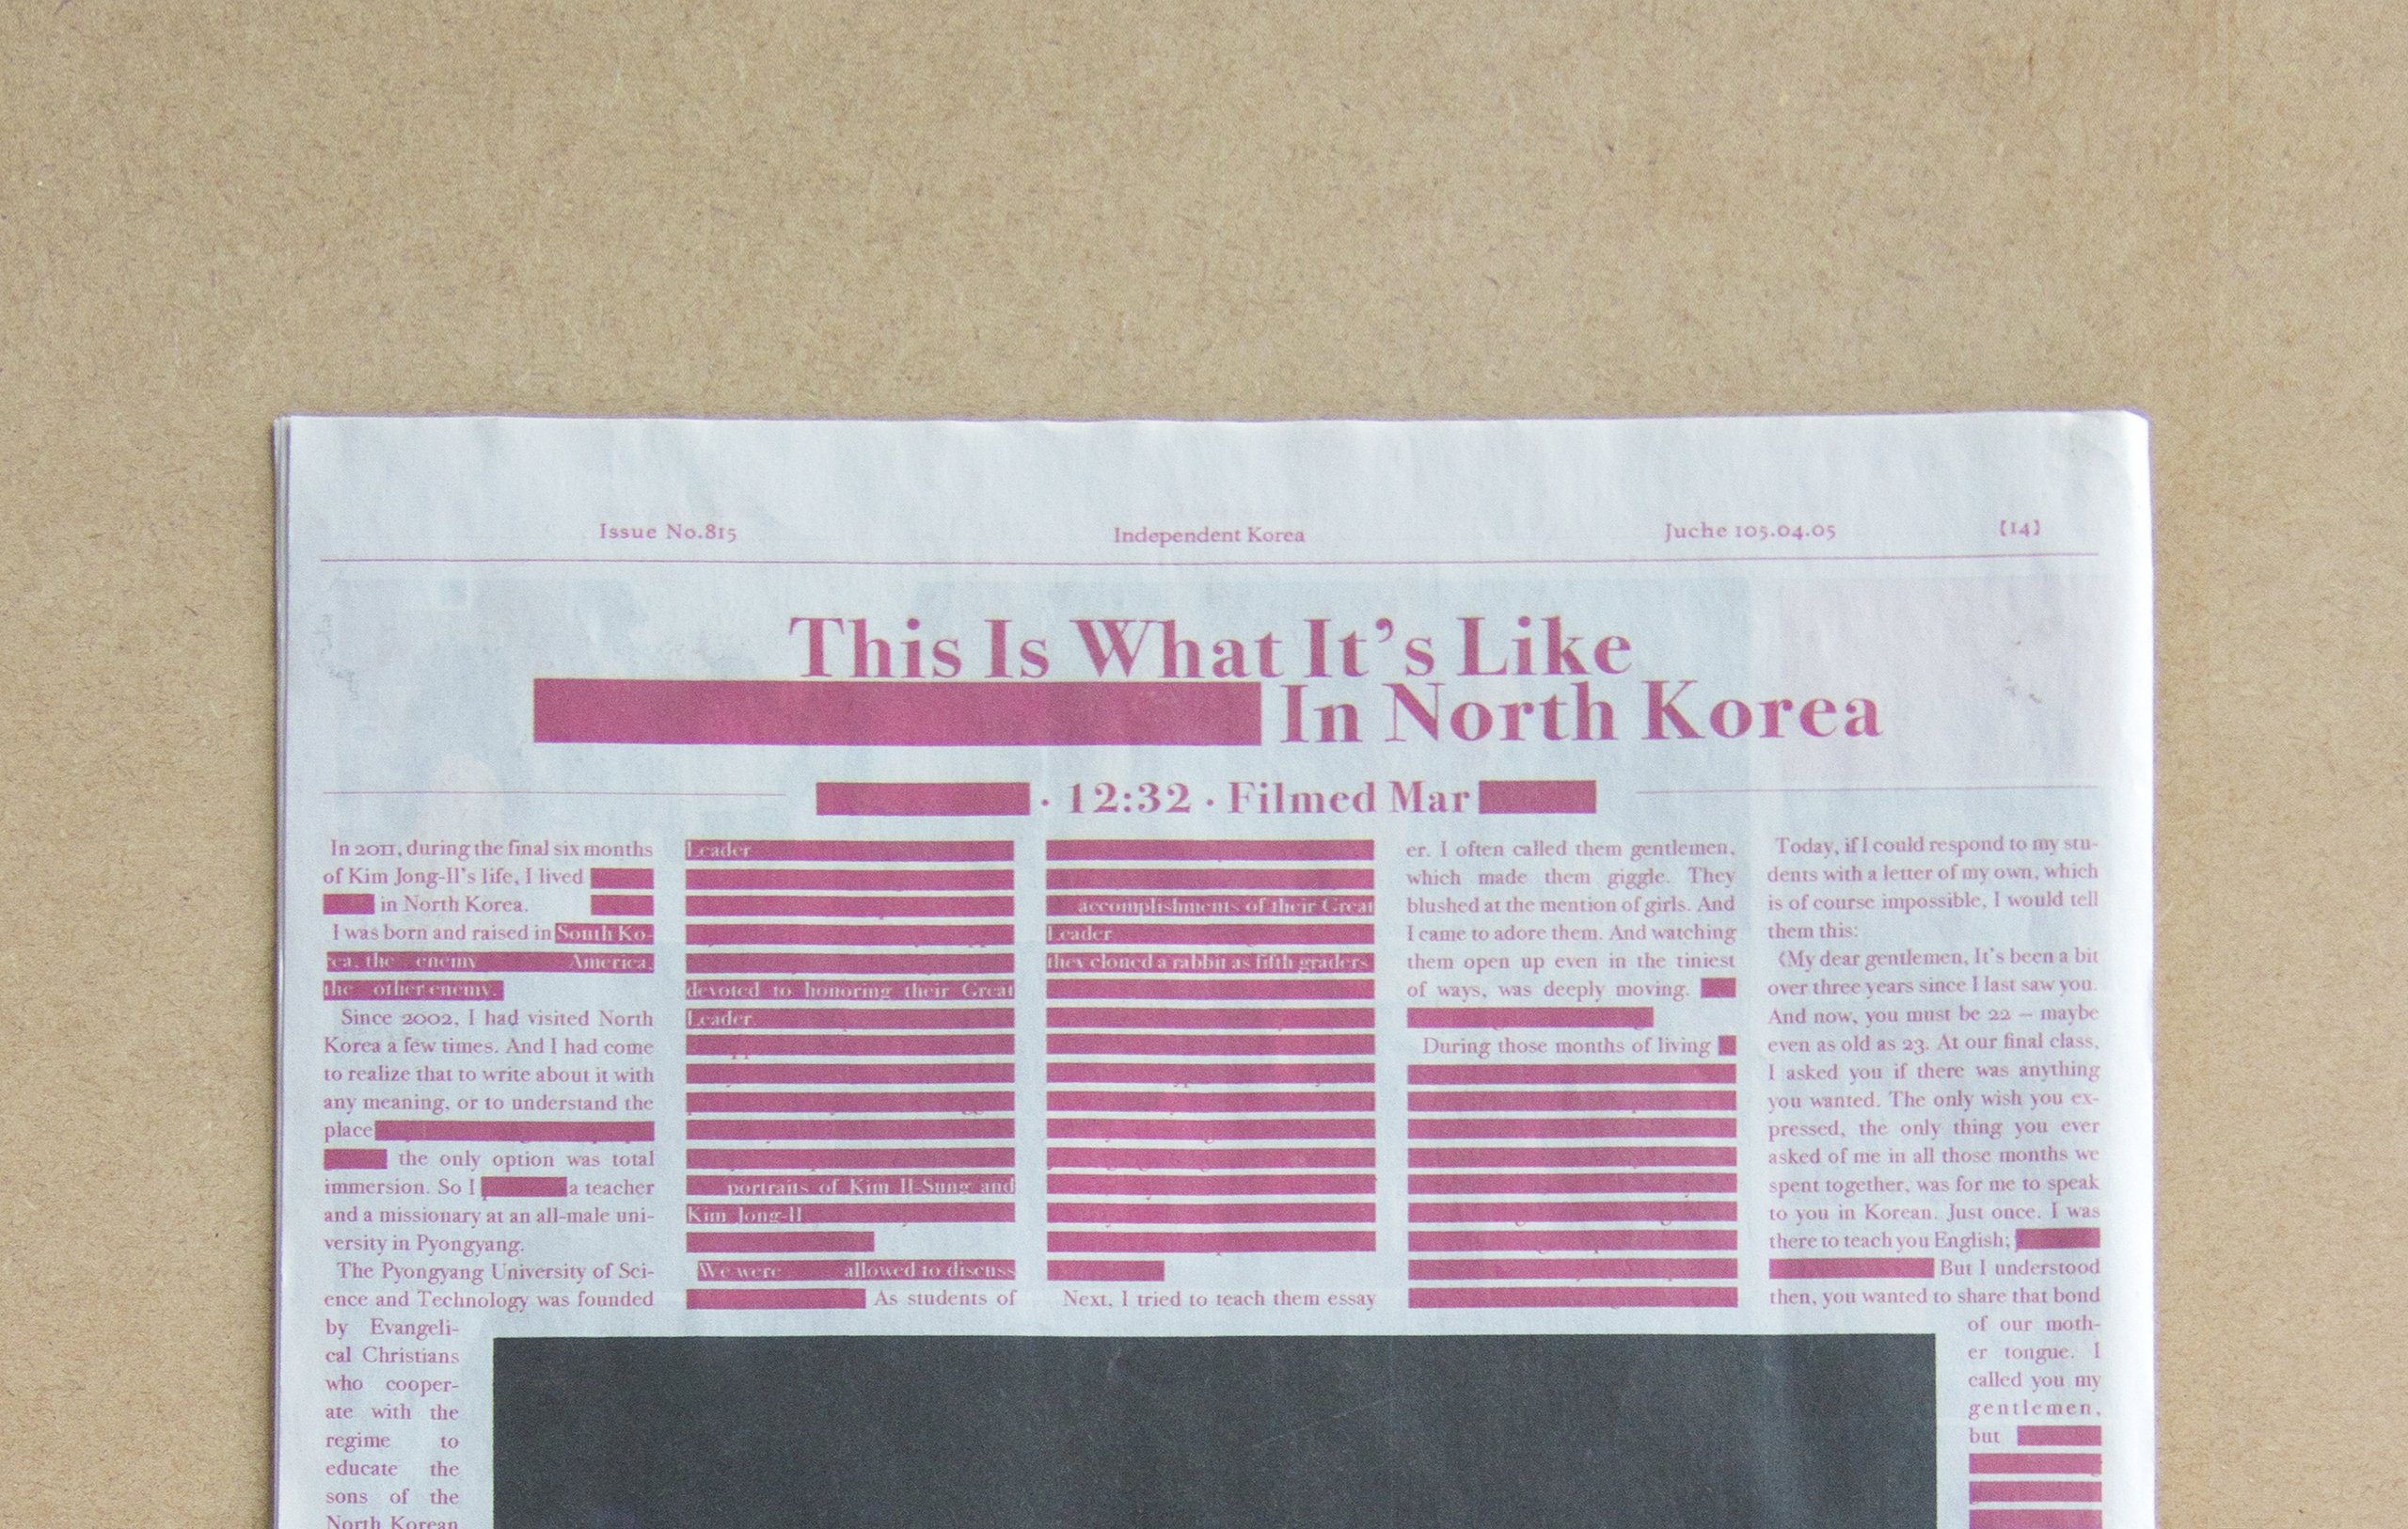 Issue No.815
Independent Korea
Juche 105.04.05
{14}
This Is What It's Like
In North Korea
· 12:32 · Filmed Mar
In 2011, during the final six months
of Kim Jong-Il's life, I lived
in North Korea.
I was born and raised in South Ko-
rea, the enemy America,
the other enemy.
Since 2002, I had visited North
Korea a few times. And I had come
to realize that to write about it with
any meaning, or to understand the
place
the only option was total
immersion. So I a teacher
and a missionary at an all-male uni-
versity in Pyongyang.
The Pyongyang University of Sci-
ence and Technology was founded
by Evangeli-
cal Christians
who cooper-
ate with the
regime to
educate the
sons of the
North Korean
Leader
devoted to honoring their Great
Leader.
portraits of Kim Il-Sung and
Kim Jong-Il
We were allowed to discuss
As students of
accomplishments of their Great
Leader
they cloned a rabbit as fifth graders.
Next, I tried to teach them essay
er. I often called them gentlemen,
which made them giggle. They
blushed at the mention of girls. And
I came to adore them. And watching
them open up even in the tiniest
of ways, was deeply moving.
During those months of living
Today, if I could respond to my stu-
dents with a letter of my own, which
is of course impossible, I would tell
them this:
《My dear gentlemen, It's been a bit
over three years since I last saw you.
And now, you must be 22 — maybe
even as old as 23. At our final class,
I asked you if there was anything
you wanted. The only wish you ex-
pressed, the only thing you ever
asked of me in all those months we
spent together, was for me to speak
to you in Korean. Just once. I was
there to teach you English;
But I understood
then, you wanted to share that bond
of our moth-
er tongue. I
called you my
gentlemen,
but